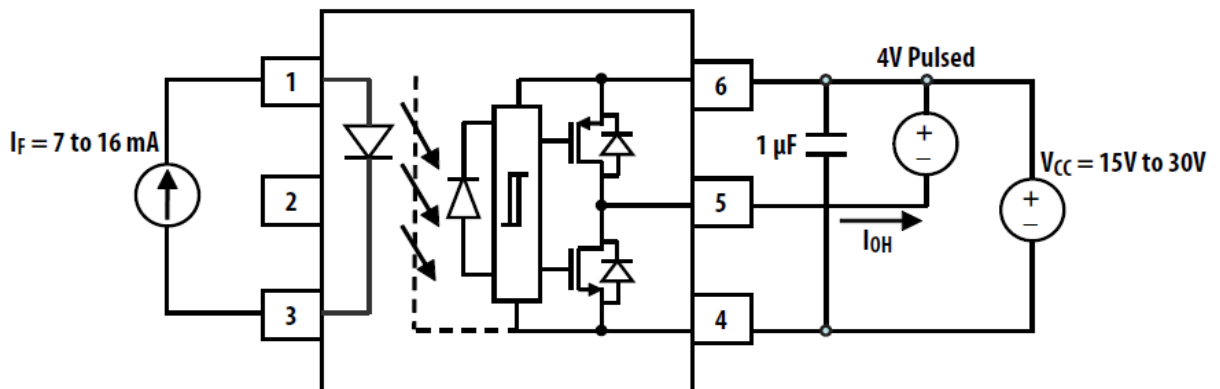 4V Pulsed
1
6
I_F = 7 to 16 mA
1 µF
+
−
V_CC = 15V to 30V
2
5
+
−
I_OH
3
4